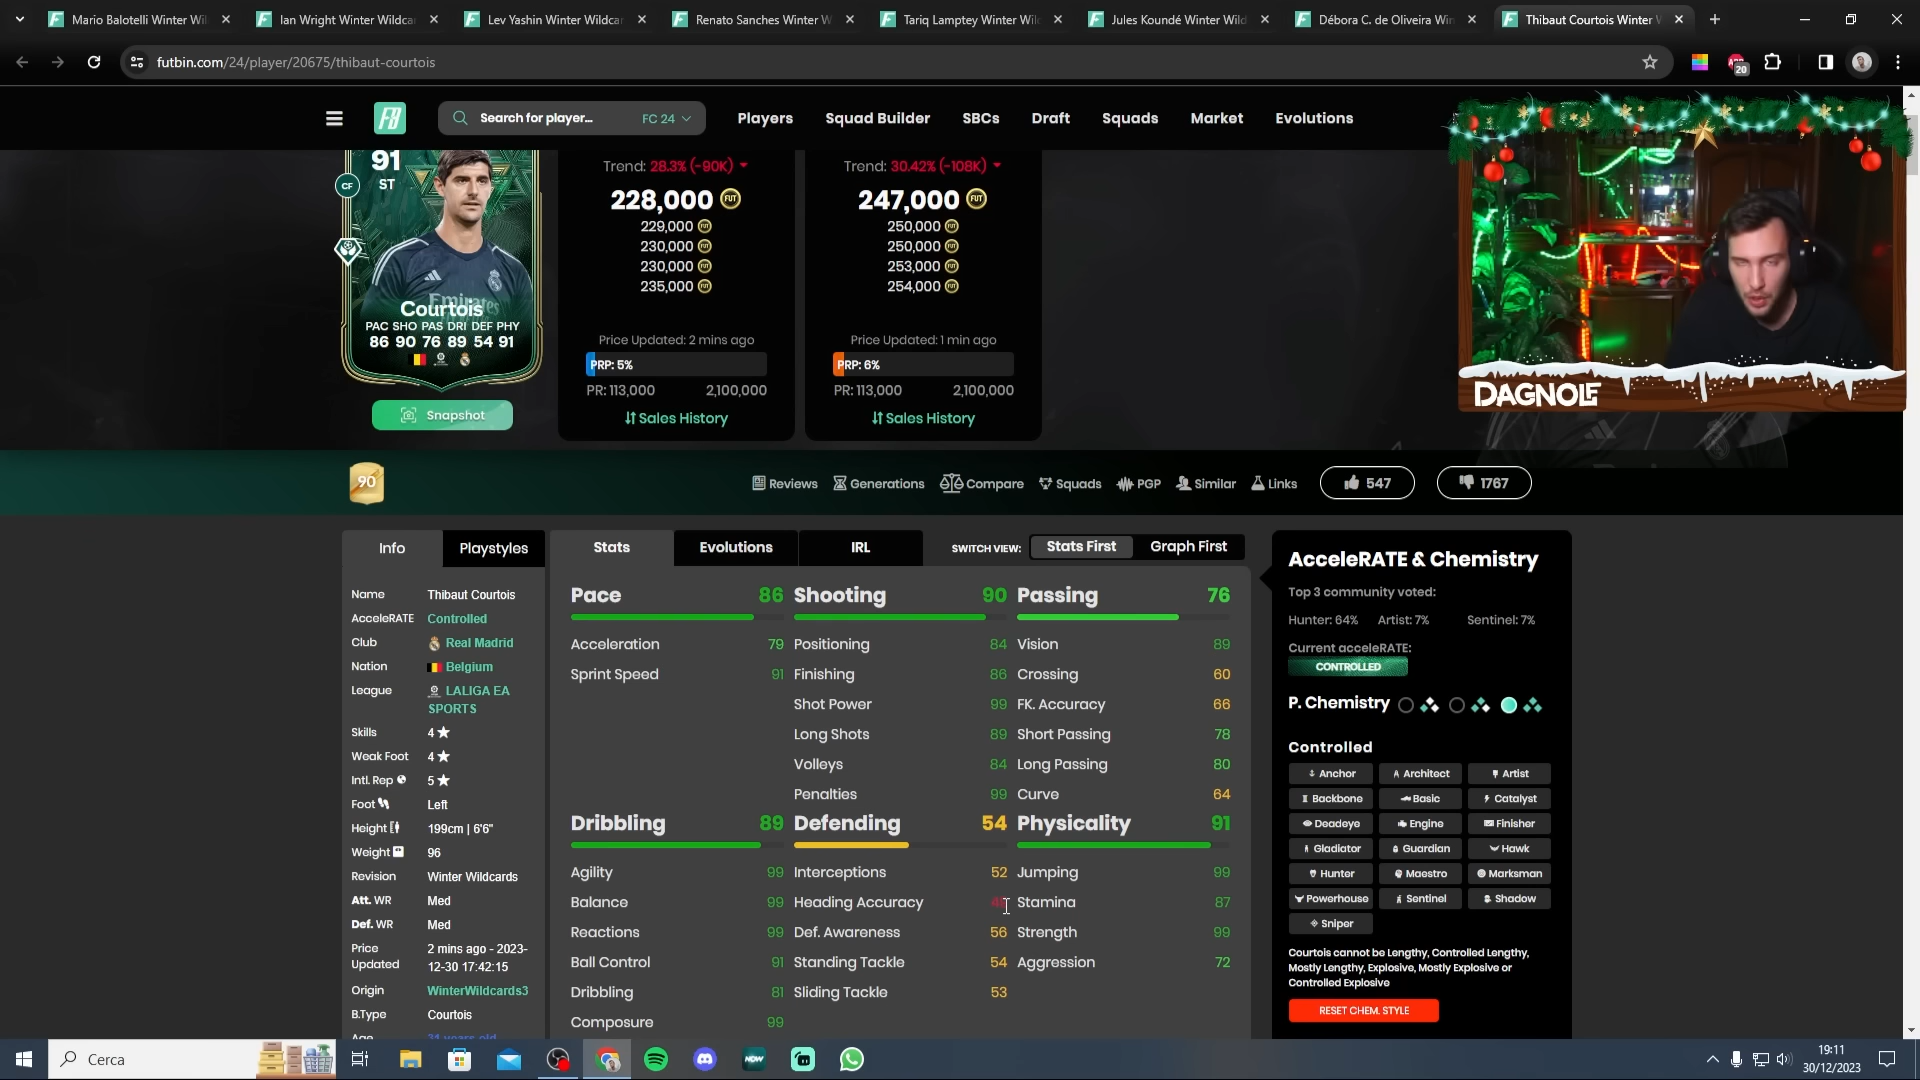 Mario Balotelli Winter Wil
Ian Wright Winter Wildcar
Lev Yashin Winter Wildcar
Renato Sanches Winter W
Tariq Lamptey Winter Wil
Jules Koundé Winter Wild
Débora C. de Oliveira Win
Thibaut Courtois Winter W
futbin.com/24/player/20675/thibaut-courtois
20
Search for player...
FC 24
Players
Squad Builder
SBCs
Draft
Squads
Market
Evolutions
91
ST
CF
Courtois
PAC SHO PAS DRI DEF PHY
86 90 76 89 54 91
Snapshot
Trend: 28.3% (-90K)
228,000
229,000
230,000
230,000
235,000
Price Updated: 2 mins ago
PRP: 5%
PR: 113,000 2,100,000
Sales History
Trend: 30.42% (-108K)
247,000
250,000
250,000
253,000
254,000
Price Updated: 1 min ago
PRP: 6%
PR: 113,000 2,100,000
Sales History
DAGNOLF
90
Reviews
Generations
Compare
Squads
PGP
Similar
Links
547
1767
Info
Playstyles
Name Thibaut Courtois
AcceleRATE Controlled
Club Real Madrid
Nation Belgium
League LALIGA EA
SPORTS
Skills 4
Weak Foot 4
Intl. Rep 5
Foot Left
Height 199cm | 6'6"
Weight 96
Revision Winter Wildcards
Att. WR Med
Def. WR Med
Price 2 mins ago - 2023-
Updated 12-30 17:42:15
Origin WinterWildcards3
B.Type Courtois
Stats
Evolutions
IRL
SWITCH VIEW:
Stats First
Graph First
Pace 86
Acceleration 79
Sprint Speed 91
Shooting 90
Positioning 84
Finishing 86
Shot Power 99
Long Shots 89
Volleys 84
Penalties 99
Passing 76
Vision 89
Crossing 60
FK. Accuracy 66
Short Passing 78
Long Passing 80
Curve 64
Dribbling 89
Agility 99
Balance 99
Reactions 99
Ball Control 91
Dribbling 81
Composure 99
Defending 54
Interceptions 52
Heading Accuracy
Def. Awareness 56
Standing Tackle 54
Sliding Tackle 53
Physicality 91
Jumping 99
Stamina 87
Strength 99
Aggression 72
AcceleRATE & Chemistry
Top 3 community voted:
Hunter: 64% Artist: 7% Sentinel: 7%
Current acceleRATE:
CONTROLLED
P. Chemistry
Controlled
Anchor Architect Artist
Backbone Basic Catalyst
Deadeye Engine Finisher
Gladiator Guardian Hawk
Hunter Maestro Marksman
Powerhouse Sentinel Shadow
Sniper
Courtois cannot be Lengthy, Controlled Lengthy,
Mostly Lengthy, Explosive, Mostly Explosive or
Controlled Explosive
RESET CHEM. STYLE
Cerca
NOW
19:11
30/12/2023